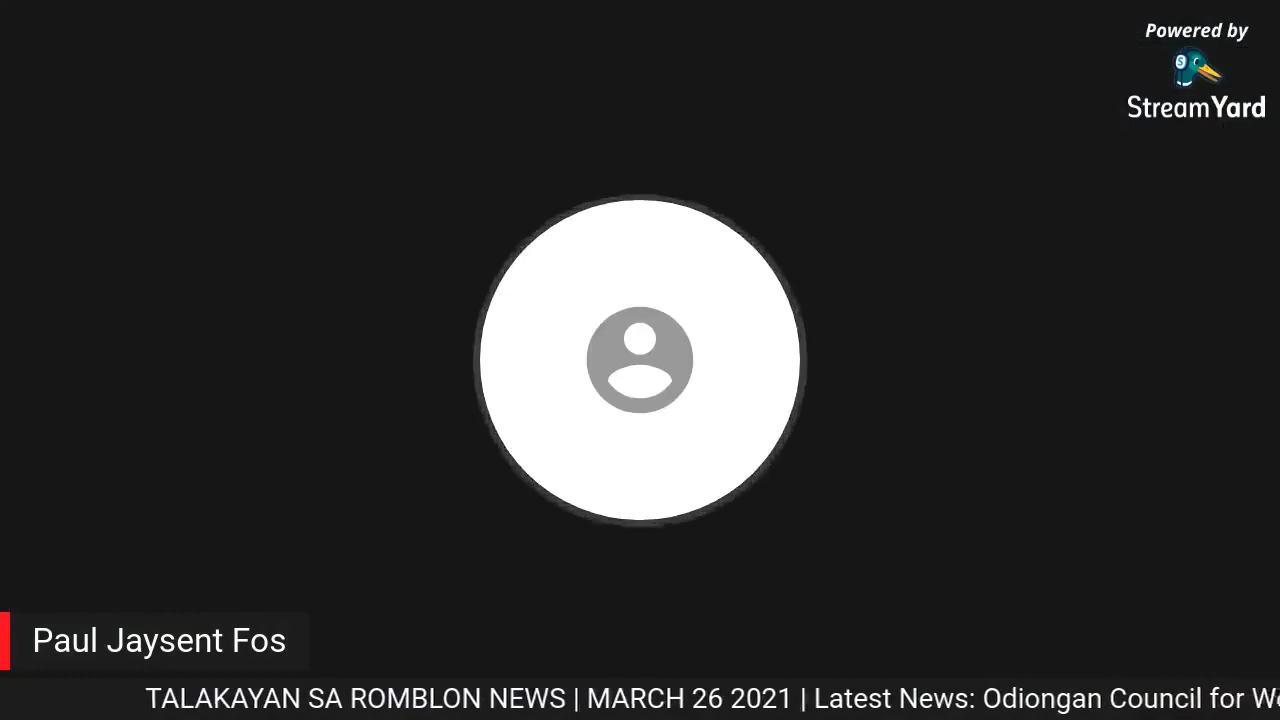 Powered by
StreamYard
Paul Jaysent Fos
TALAKAYAN SA ROMBLON NEWS | MARCH 26 2021 | Latest News: Odiongan Council for